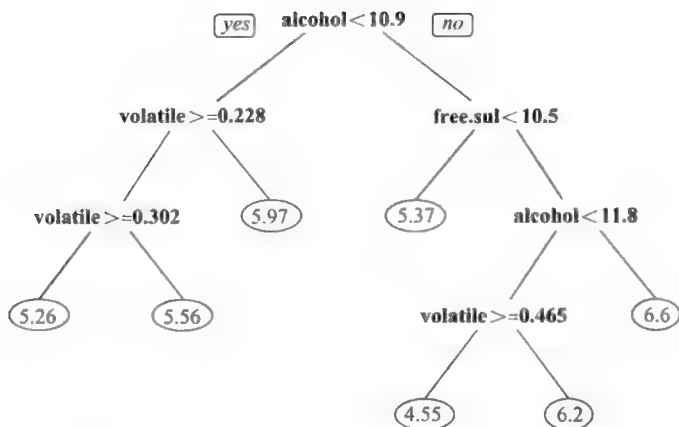 yes alcohol<10.9 no
volatile>=0.228 free.sul<10.5
volatile>=0.302 5.97 5.37 alcohol<11.8
5.26 5.56 volatile>=0.465 6.6
4.55 6.2